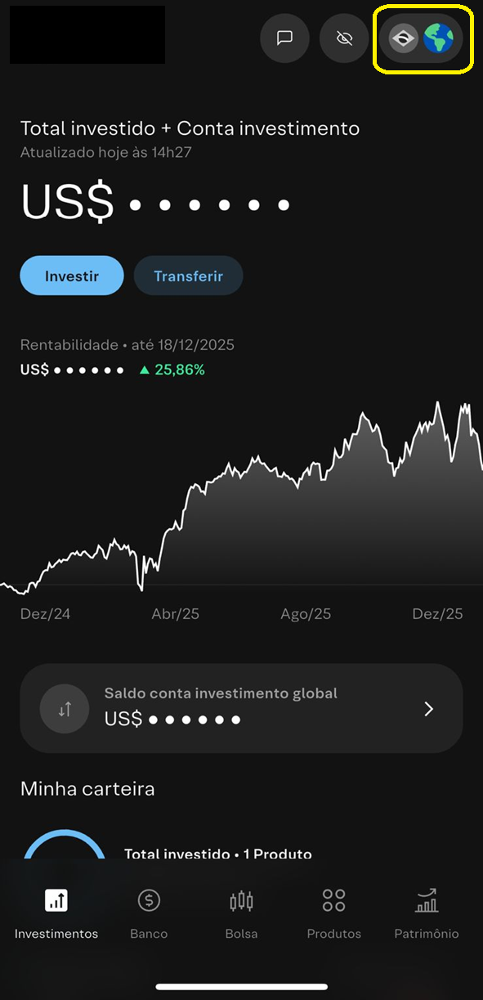 Total investido + Conta investimento
Atualizado hoje às 14h27
US$ • • • • • •
Investir
Transferir
Rentabilidade • até 18/12/2025
US$ • • • • • • ▲ 25,86%
Dez/24 Abr/25 Ago/25 Dez/25
Saldo conta investimento global
US$ • • • • • •
Minha carteira
Total investido • 1 Produto
Investimentos Banco Bolsa Produtos Patrimônio